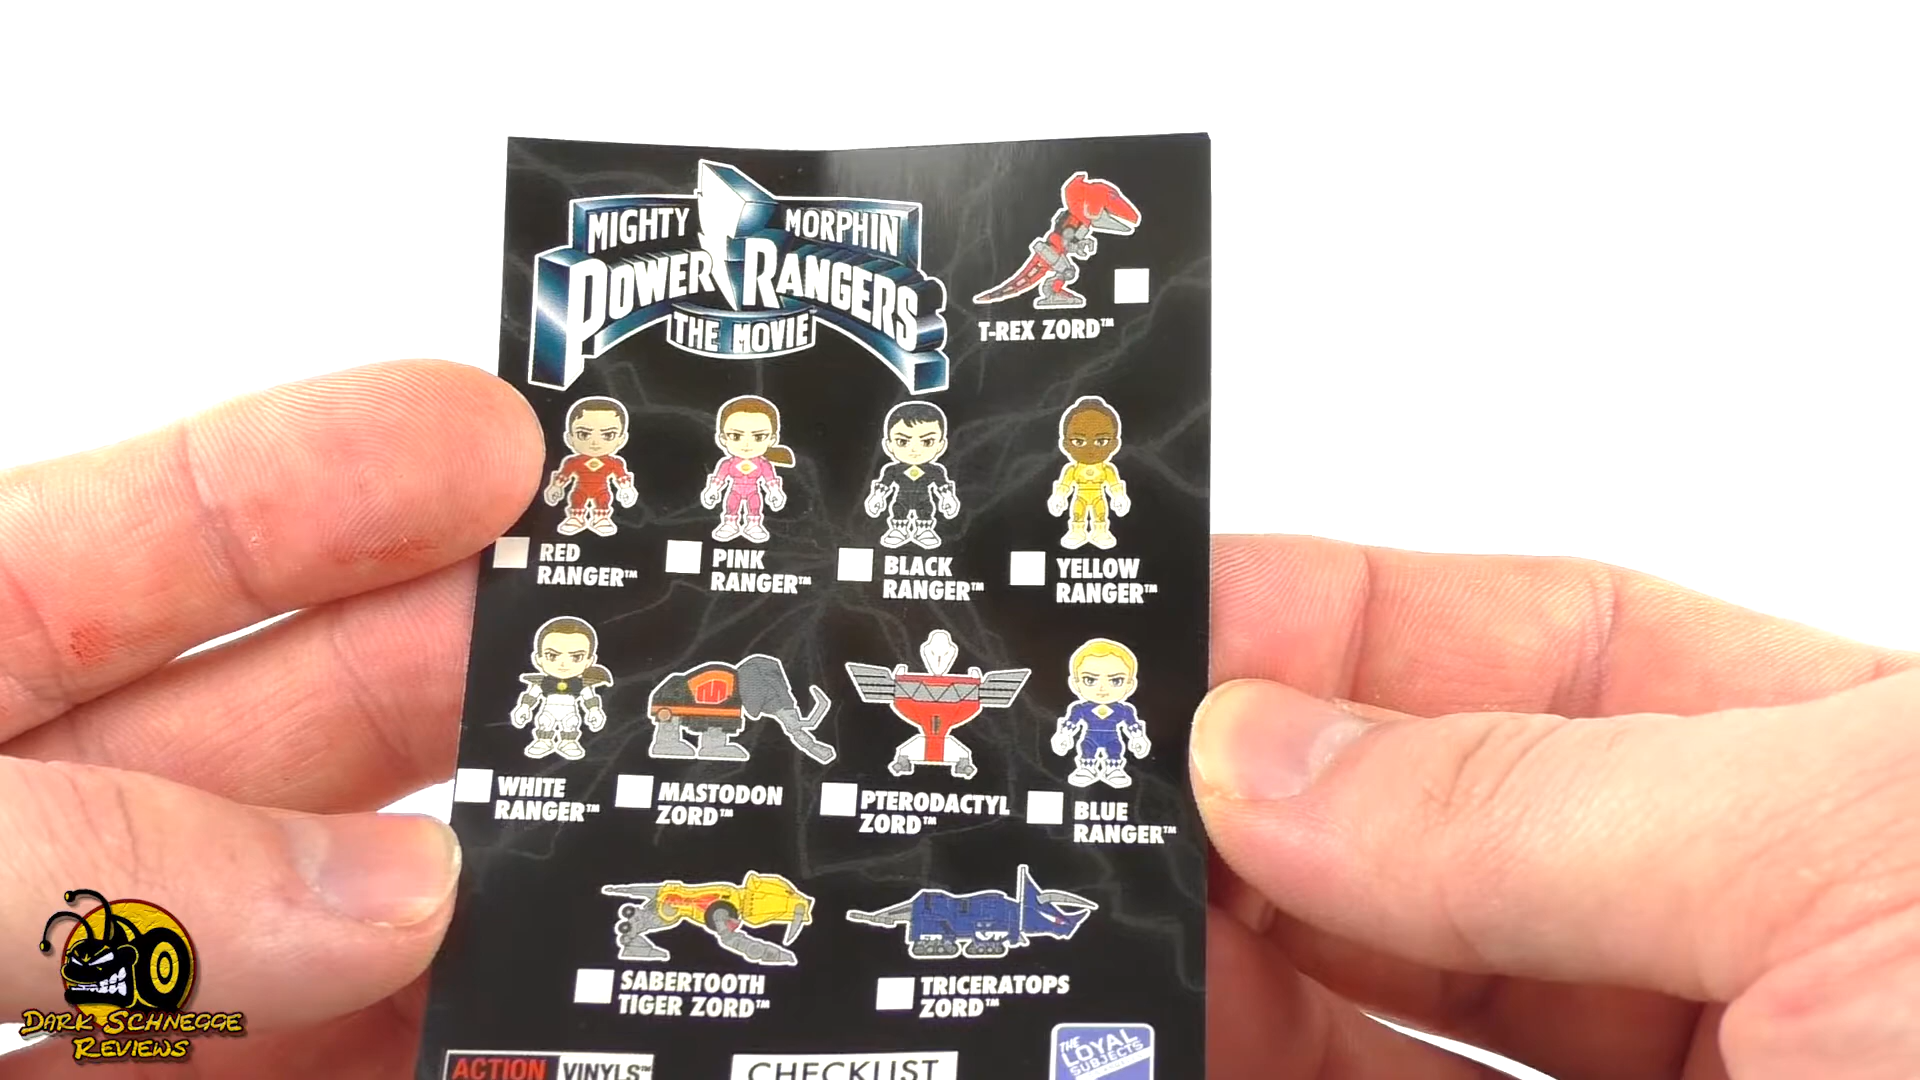 MIGHTY MORPHIN
POWER RANGERS
THE MOVIE
T-REX ZORD™
RED
RANGER™
PINK
RANGER™
BLACK
RANGER™
YELLOW
RANGER™
WHITE
RANGER™
MASTODON
ZORD™
PTERODACTYL
ZORD™
BLUE
RANGER™
SABERTOOTH
TIGER ZORD™
TRICERATOPS
ZORD™
ACTION VINYLS™
CHECKLIST
THE
LOYAL
SUBJECTS
DARK SCHNEGGE
REVIEWS